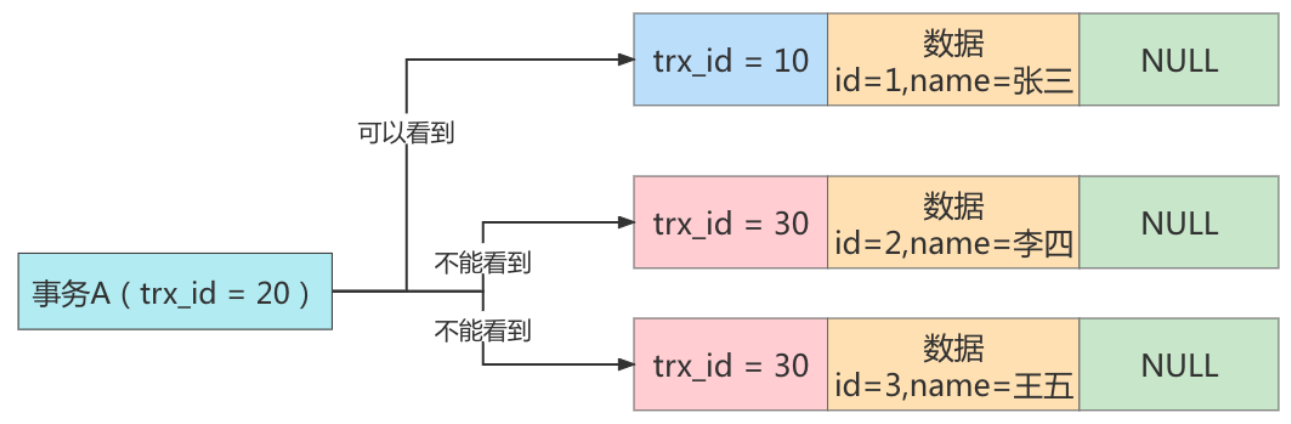 trx_id = 10
数据
id=1,name=张三
NULL
可以看到
trx_id = 30
数据
id=2,name=李四
NULL
不能看到
事务A（trx_id = 20）
不能看到
trx_id = 30
数据
id=3,name=王五
NULL